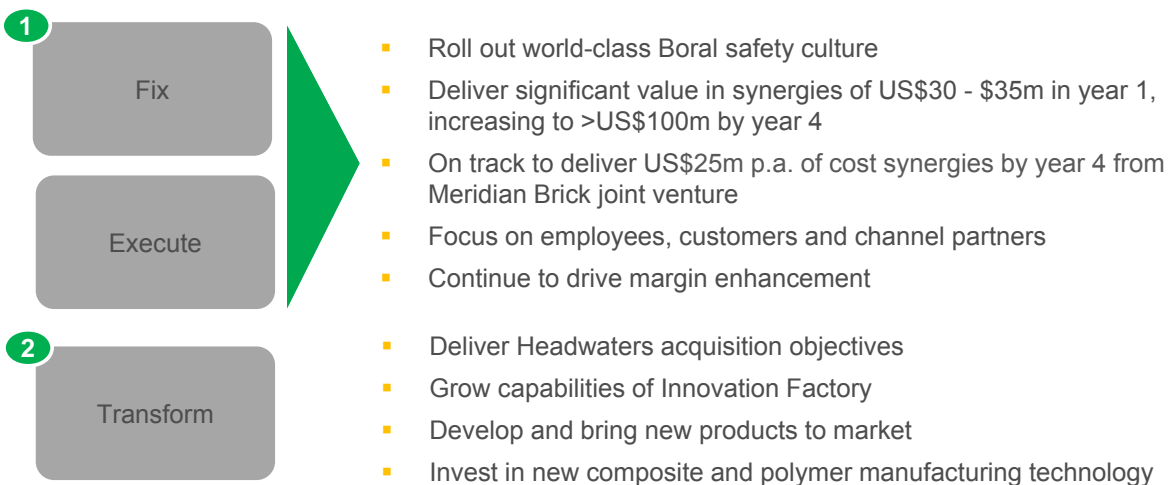 1
Fix
Execute
▪ Roll out world-class Boral safety culture
▪ Deliver significant value in synergies of US$30 - $35m in year 1,
increasing to >US$100m by year 4
▪ On track to deliver US$25m p.a. of cost synergies by year 4 from
Meridian Brick joint venture
▪ Focus on employees, customers and channel partners
▪ Continue to drive margin enhancement
2
Transform
▪ Deliver Headwaters acquisition objectives
▪ Grow capabilities of Innovation Factory
▪ Develop and bring new products to market
▪ Invest in new composite and polymer manufacturing technology